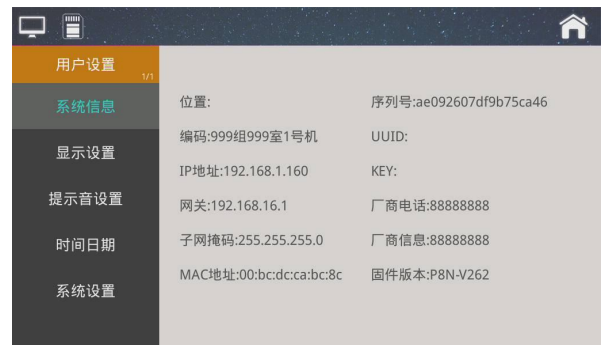 用户设置
1/1
系统信息
显示设置
提示音设置
时间日期
系统设置
位置:
编码:999组999室1号机
IP地址:192.168.1.160
网关:192.168.16.1
子网掩码:255.255.255.0
MAC地址:00:bc:dc:ca:bc:8c
序列号:ae092607df9b75ca46
UUID:
KEY:
厂商电话:88888888
厂商信息:88888888
固件版本:P8N-V262